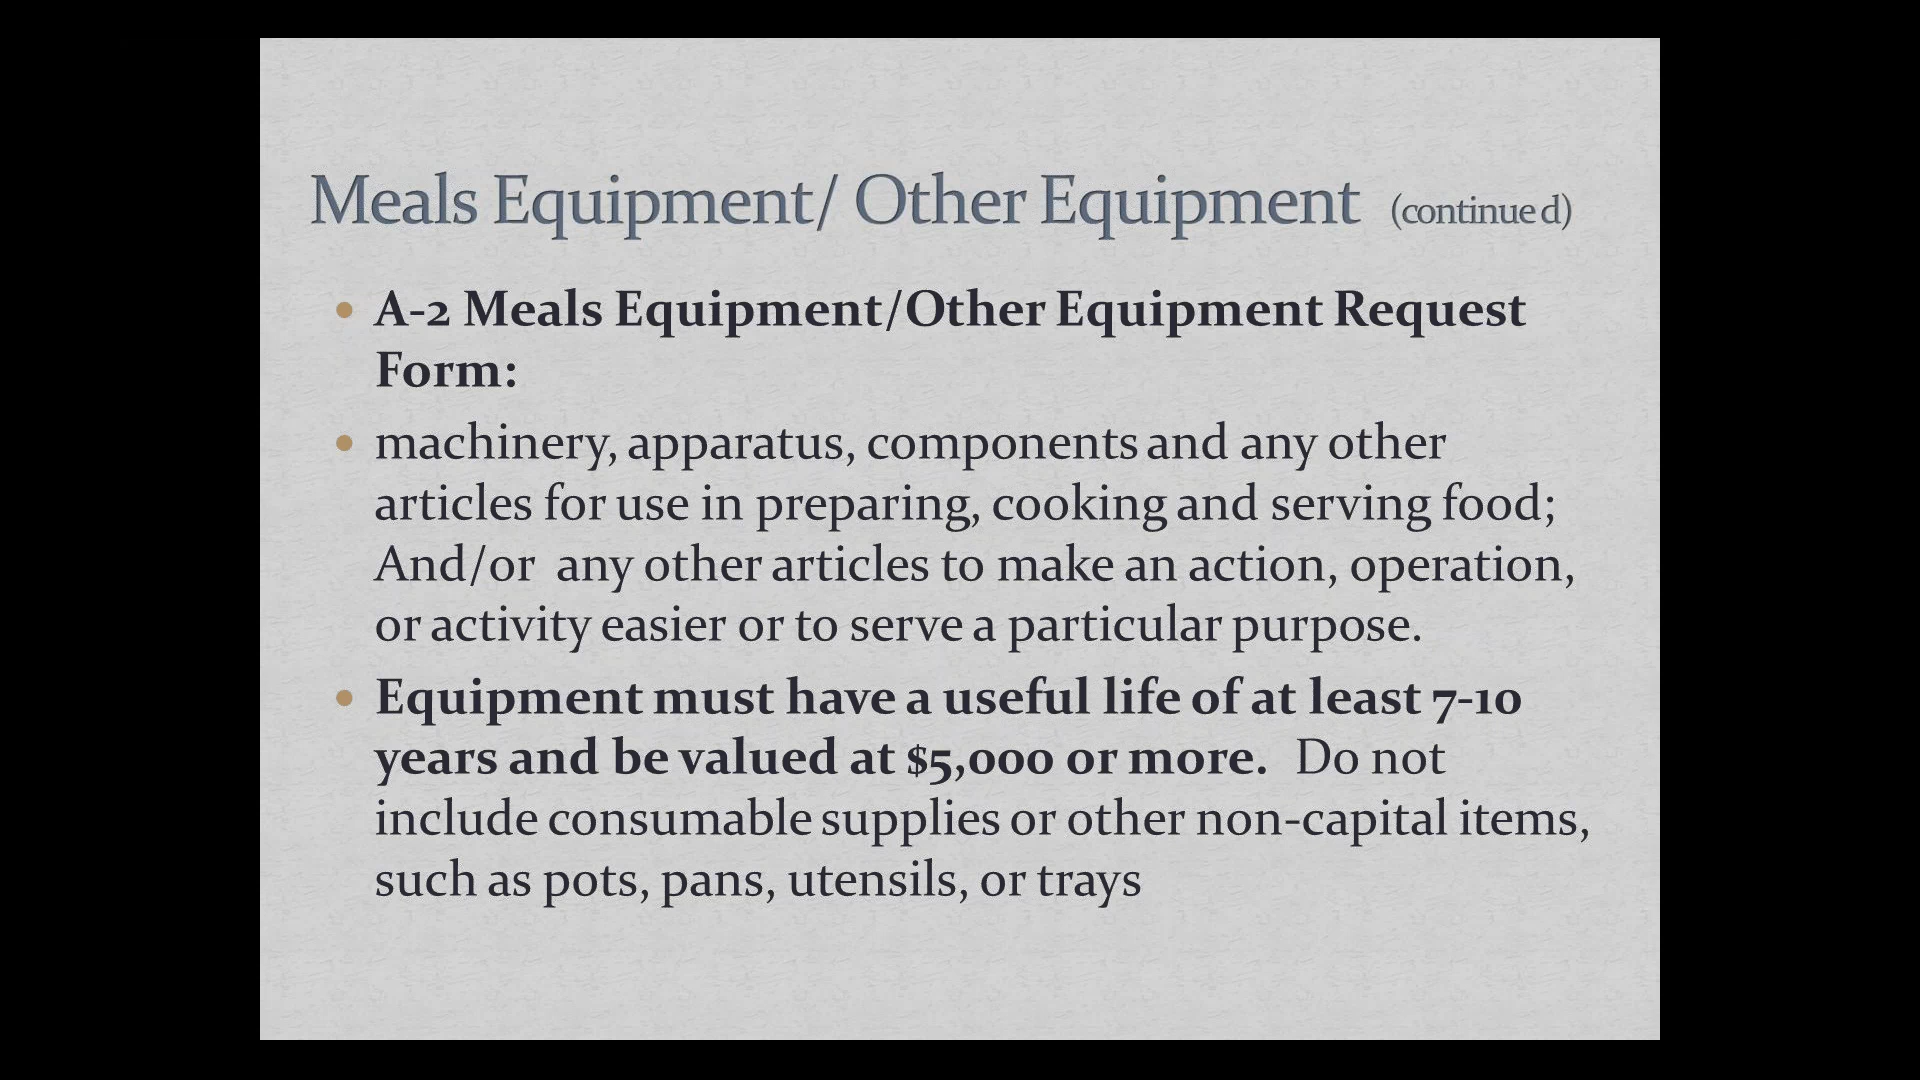 Meals Equipment/ Other Equipment (continue d)
• A-2 Meals Equipment/Other Equipment Request
Form:
• machinery, apparatus, components and any other
articles for use in preparing, cooking and serving food;
And/or any other articles to make an action, operation,
or activity easier or to serve a particular purpose.
• Equipment must have a useful life of at least 7-10
years and be valued at $5,000 or more. Do not
include consumable supplies or other non-capital items,
such as pots, pans, utensils, or trays